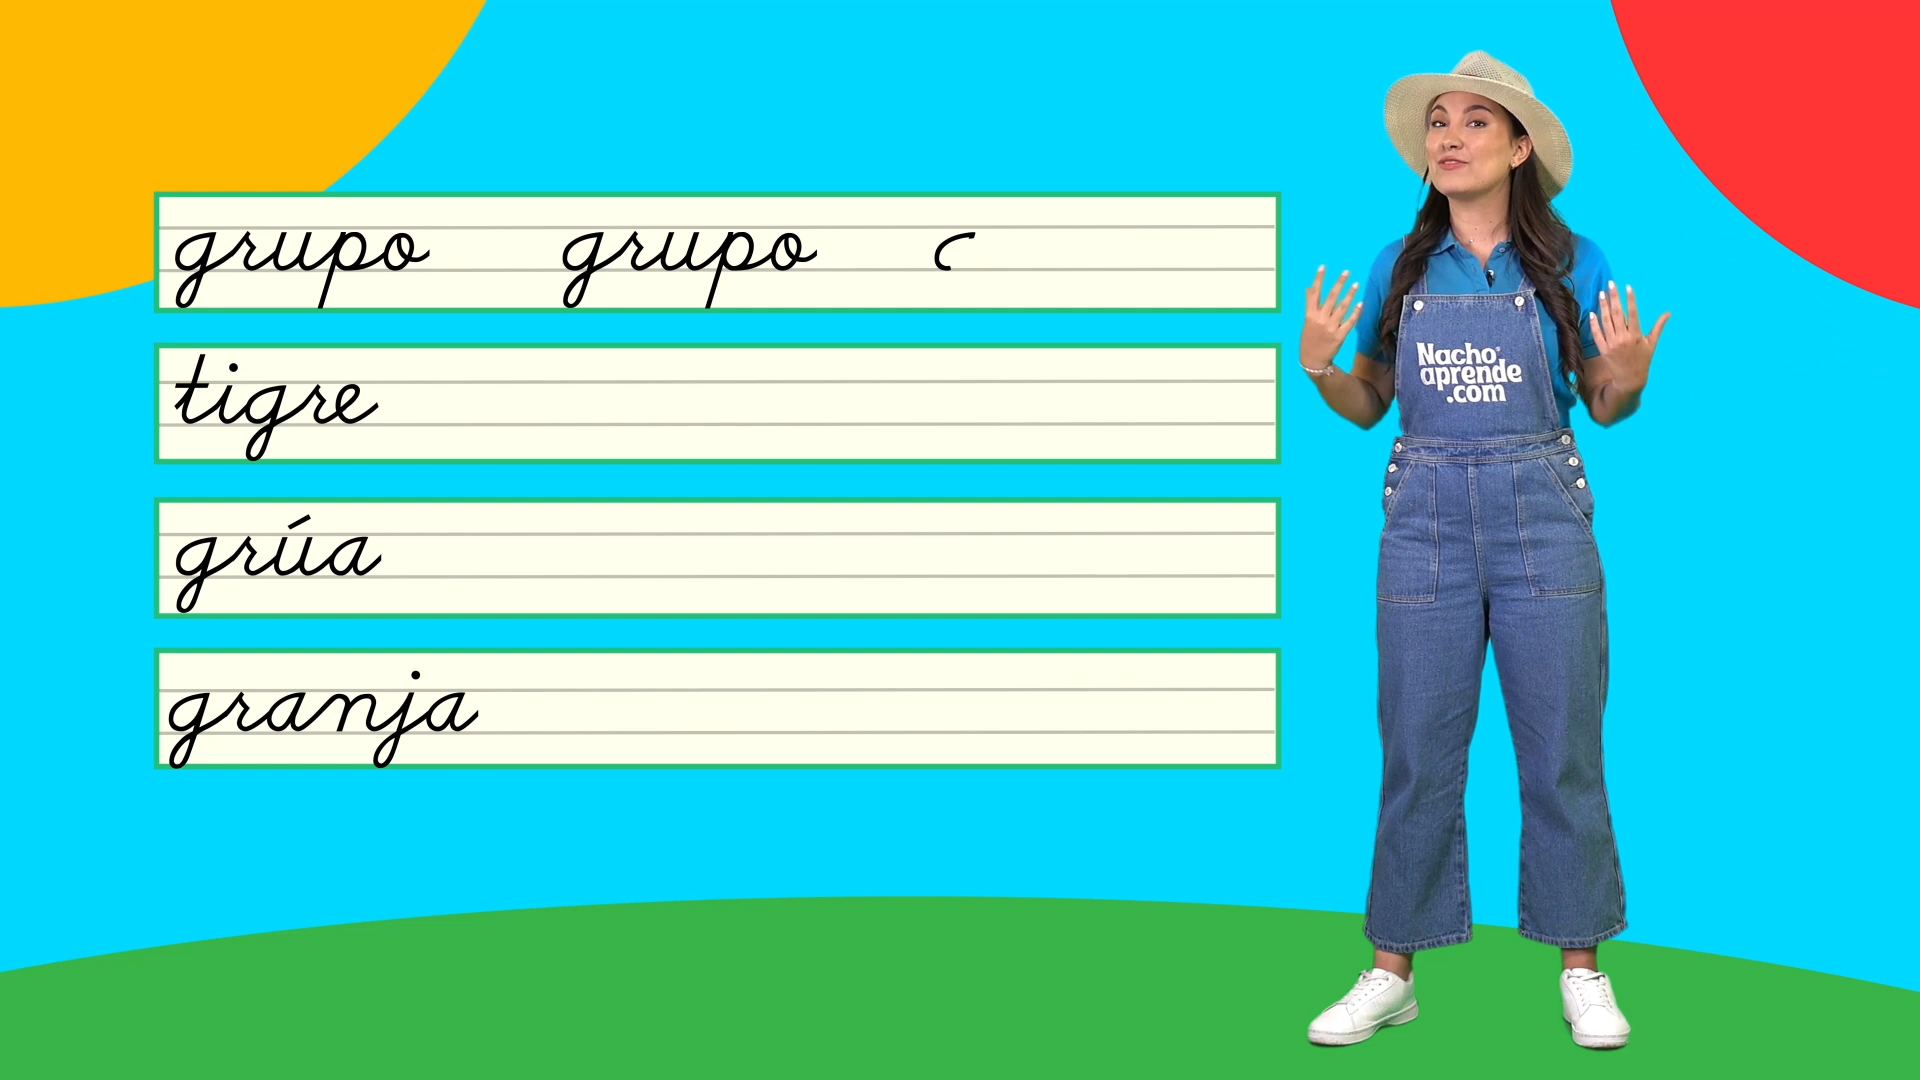 grupo grupo
tigre
grúa
granja
Nacho
aprende
.com